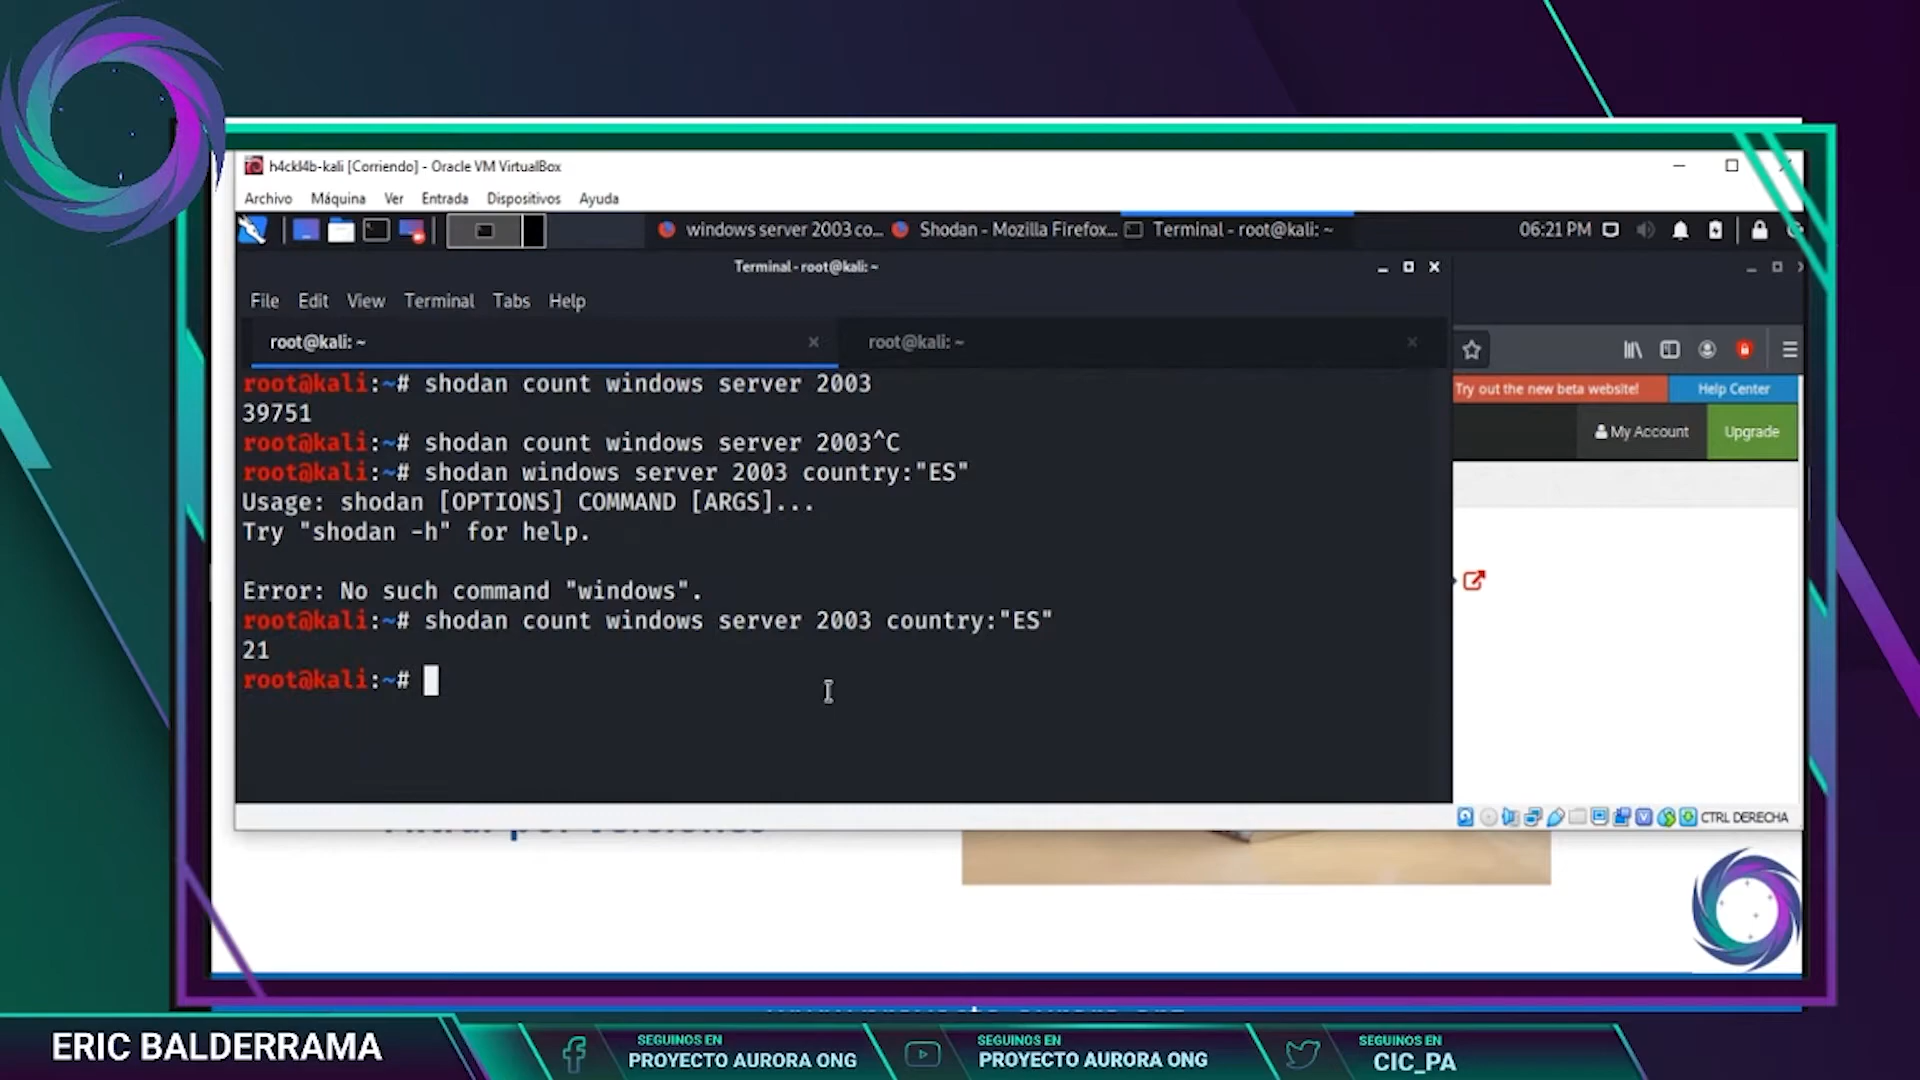 h4ckl4b-kali [Corriendo] - Oracle VM VirtualBox
Archivo Máquina Ver Entrada Dispositivos Ayuda
windows server 2003 co... Shodan - Mozilla Firefox... Terminal - root@kali: ~ 06:21 PM
Terminal - root@kali: ~
File Edit View Terminal Tabs Help
root@kali: ~ root@kali: ~
root@kali:~# shodan count windows server 2003
39751
root@kali:~# shodan count windows server 2003^C
root@kali:~# shodan windows server 2003 country:"ES"
Usage: shodan [OPTIONS] COMMAND [ARGS]...
Try "shodan -h" for help.
Error: No such command "windows".
root@kali:~# shodan count windows server 2003 country:"ES"
21
root@kali:~#
Try out the new beta website! Help Center
My Account Upgrade
CTRL DERECHA
ERIC BALDERRAMA
SEGUINOS EN
PROYECTO AURORA ONG
SEGUINOS EN
PROYECTO AURORA ONG
SEGUINOS EN
CIC_PA